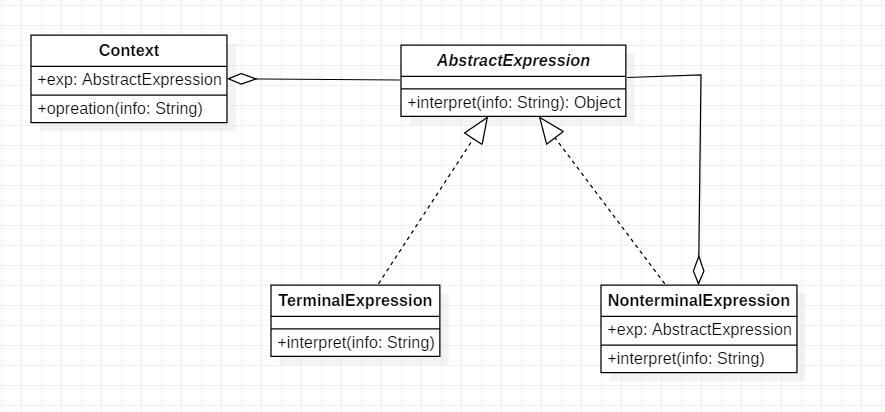 Context
+exp: AbstractExpression
+opreation(info: String)
AbstractExpression
+interpret(info: String): Object
TerminalExpression
+interpret(info: String)
NonterminalExpression
+exp: AbstractExpression
+interpret(info: String)